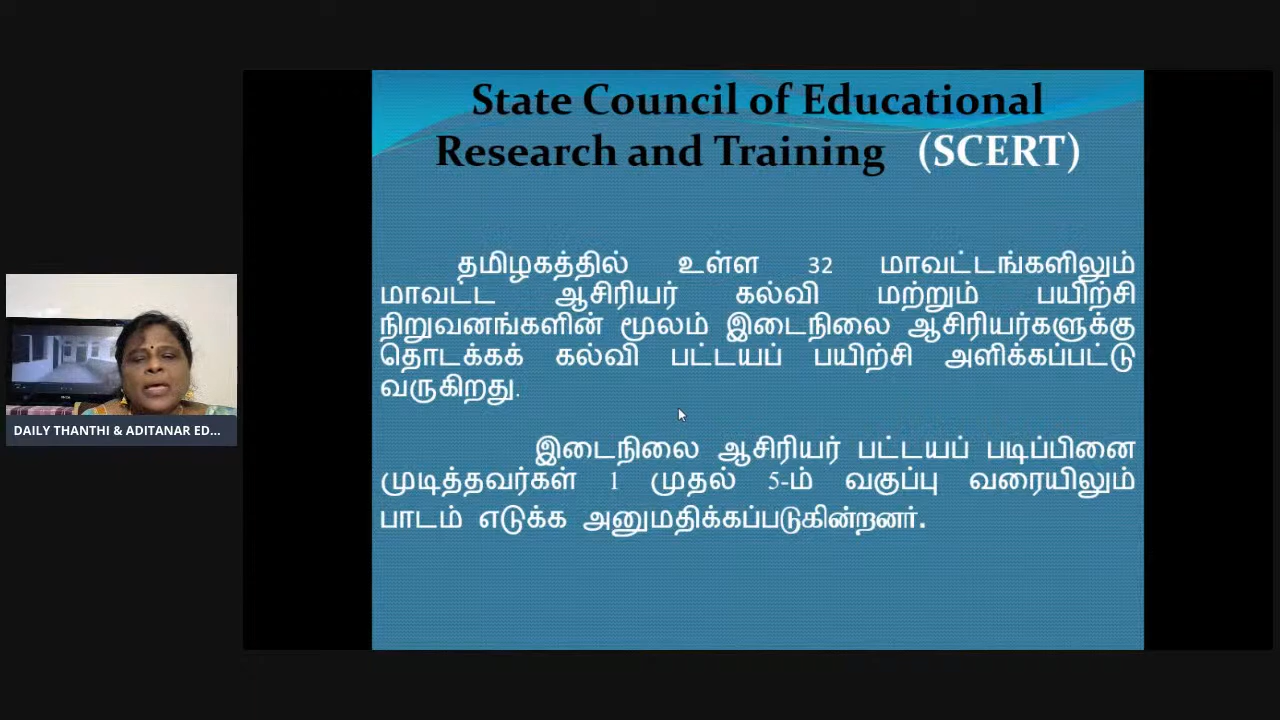 State Council of Educational
Research and Training (SCERT)
தமிழகத்தில் உள்ள 32 மாவட்டங்களிலும்
மாவட்ட ஆசிரியர் கல்வி மற்றும் பயிற்சி
நிறுவனங்களின் மூலம் இடைநிலை ஆசிரியர்களுக்கு
தொடக்கக் கல்வி பட்டயப் பயிற்சி அளிக்கப்பட்டு
வருகிறது.
இடைநிலை ஆசிரியர் பட்டயப் படிப்பினை
முடித்தவர்கள் 1 முதல் 5-ம் வகுப்பு வரையிலும்
பாடம் எடுக்க அனுமதிக்கப்படுகின்றனர்.
DAILY THANTHI & ADITANAR ED...